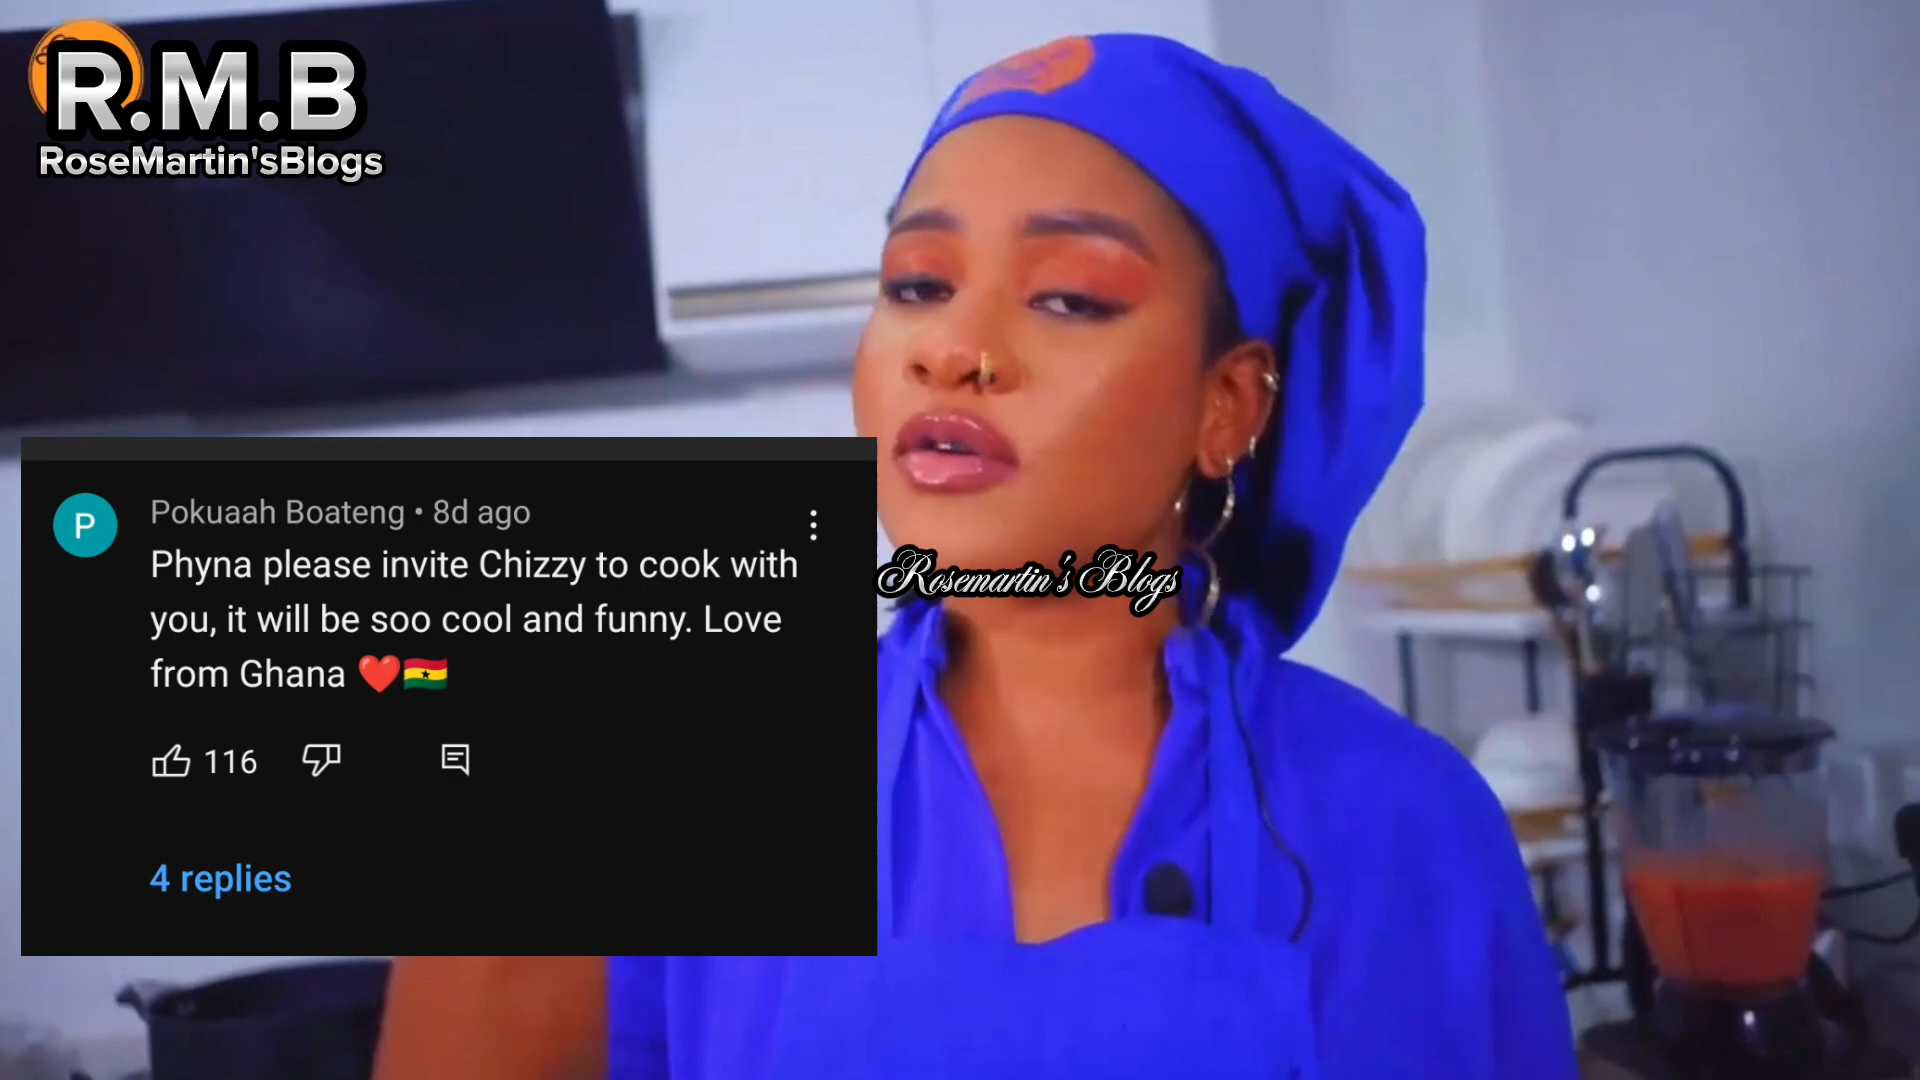 R.M.B
RoseMartin'sBlogs
P
Pokuaah Boateng • 8d ago
Phyna please invite Chizzy to cook with
you, it will be soo cool and funny. Love
from Ghana ❤️🇬🇭
116
4 replies
Rosemartin's Blogs